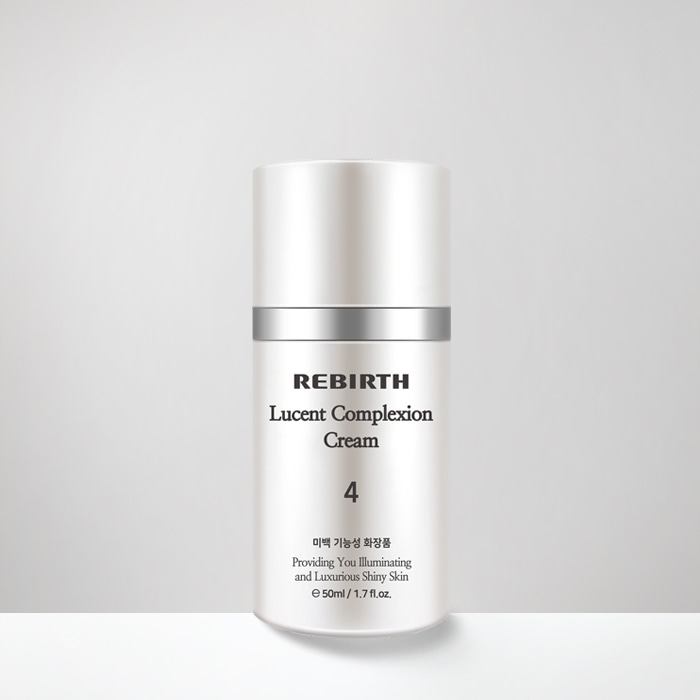 REBIRTH
Lucent Complexion
Cream
4
미백 기능성 화장품
Providing You Illuminating
and Luxurious Shiny Skin
℮ 50ml / 1.7 fl.oz.